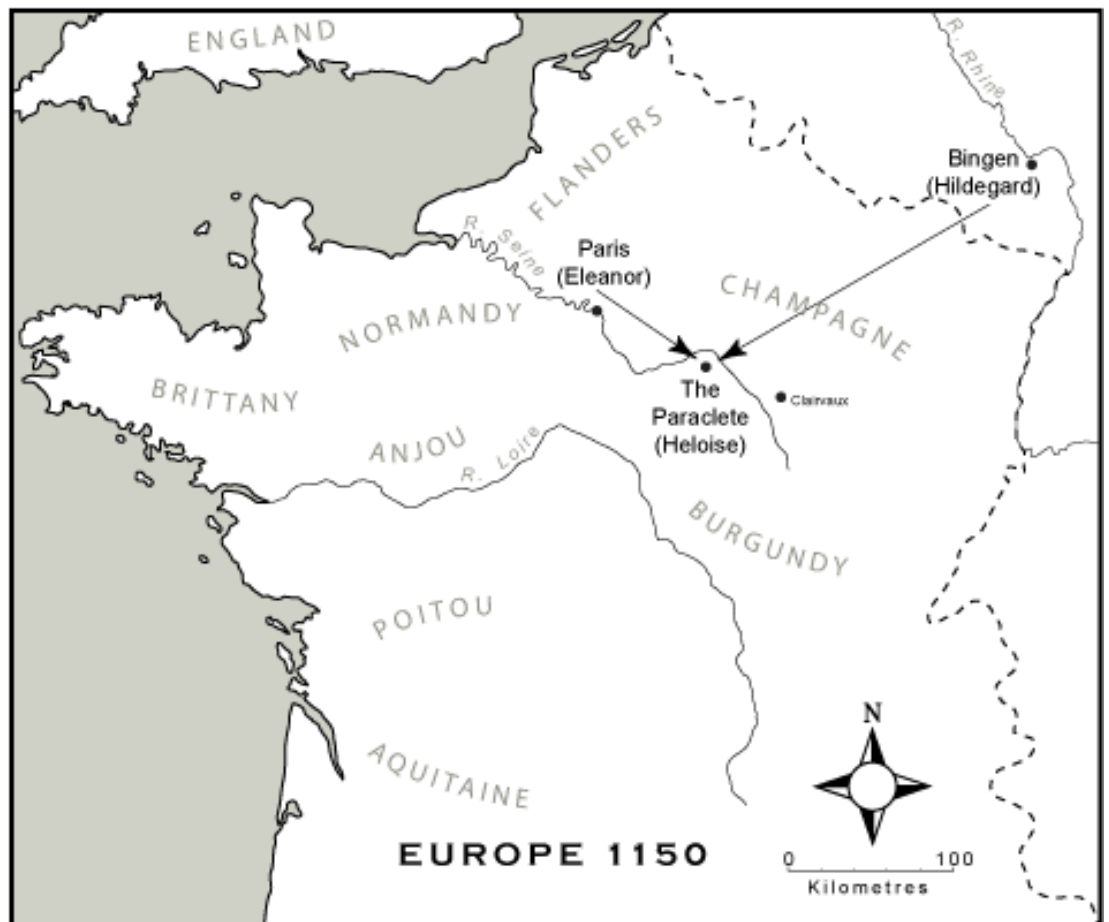 ENGLAND
R. Rhine
FLANDERS
Bingen
(Hildegard)
R. Seine
Paris
(Eleanor)
CHAMPAGNE
NORMANDY
BRITTANY
The
Paraclete
(Heloise)
Clairvaux
ANJOU
R. Loire
BURGUNDY
POITOU
AQUITAINE
N
EUROPE 1150
0 100
Kilometres